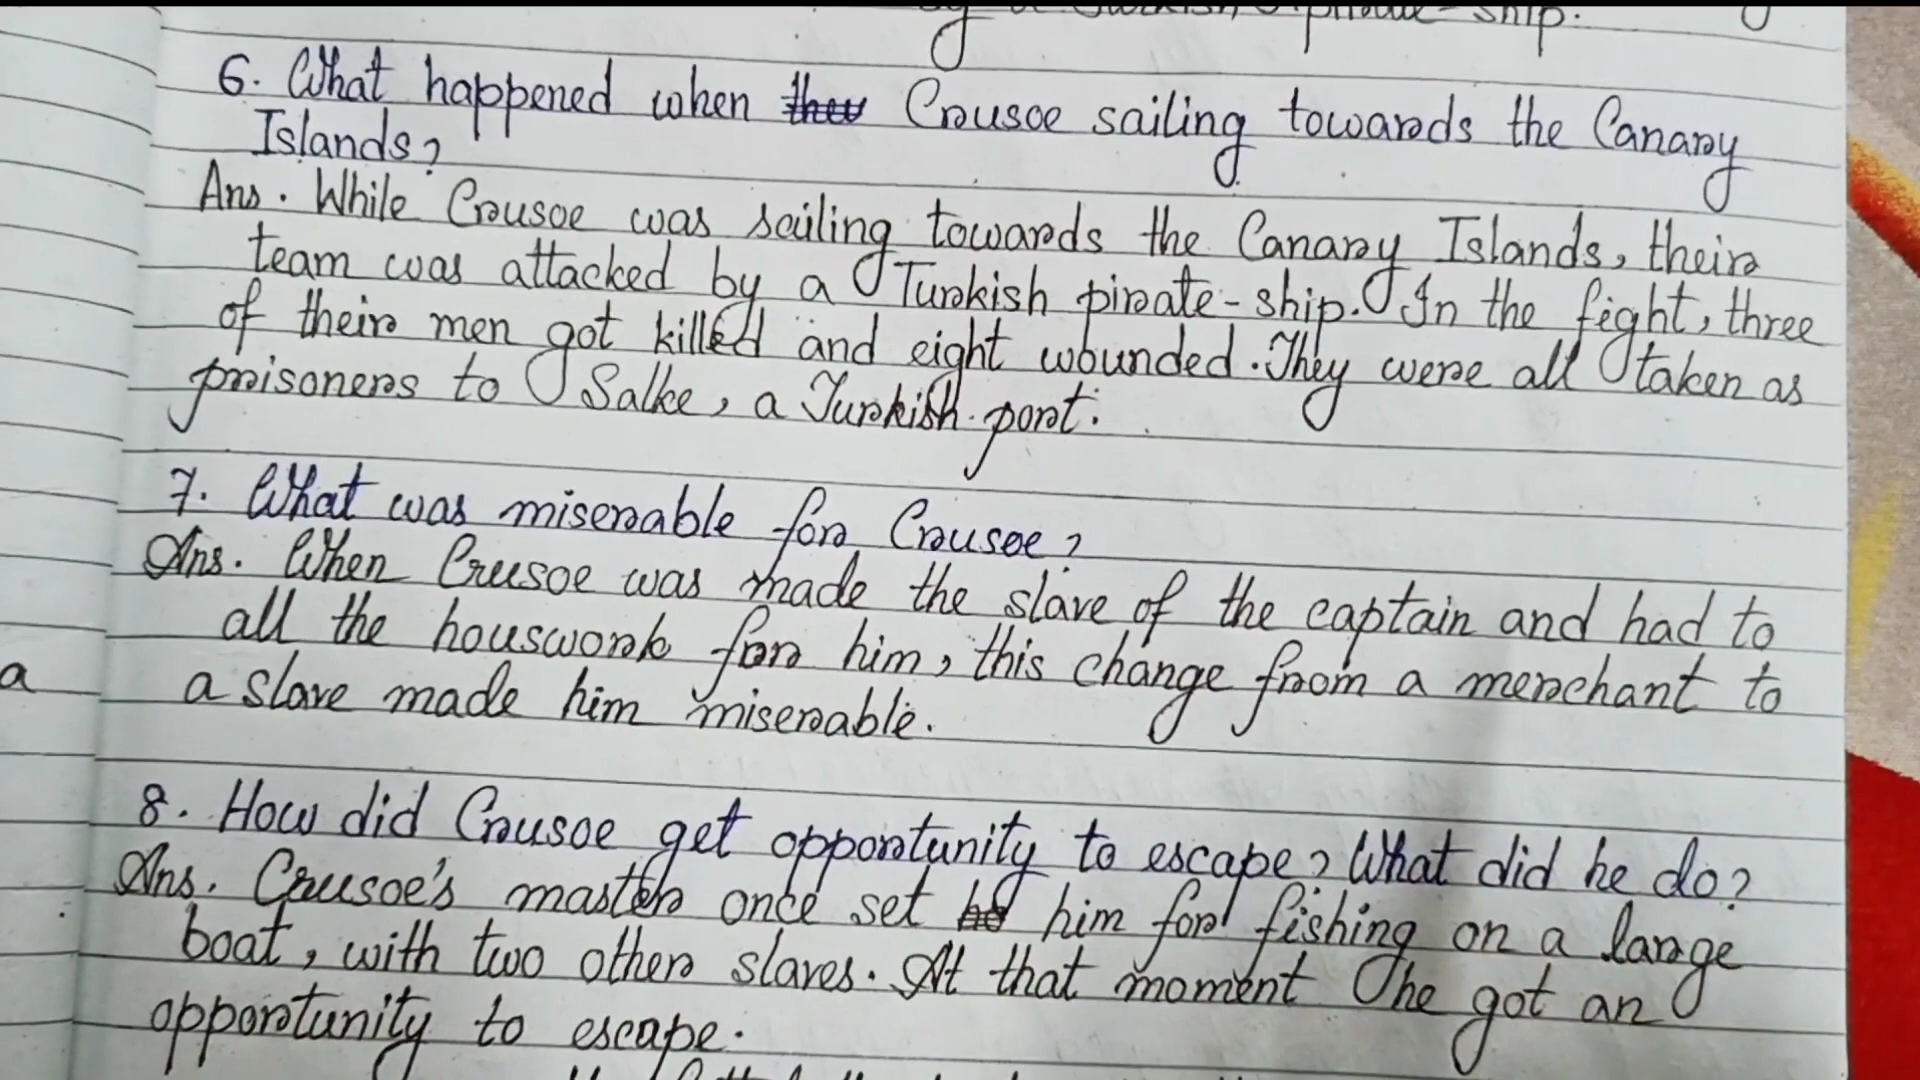 pirate-ship.
6. What happened when Crusoe sailing towards the Canary
Islands?
Ans. While Crusoe was sailing towards the Canary Islands, their
team was attacked by a Turkish pirate-ship. In the fight, three
of their men got killed and eight wounded. They were all taken as
prisoners to Salke, a Turkish port.
7. What was miserable for Crusoe?
Ans. When Crusoe was made the slave of the captain and had to
all the houswork for him, this change from a merchant to
a slave made him miserable.
a
8. How did Crusoe get opportunity to escape? What did he do?
Ans. Crusoe's master once set him for fishing on a large
boat, with two other slaves. At that moment he got an
opportunity to escape.